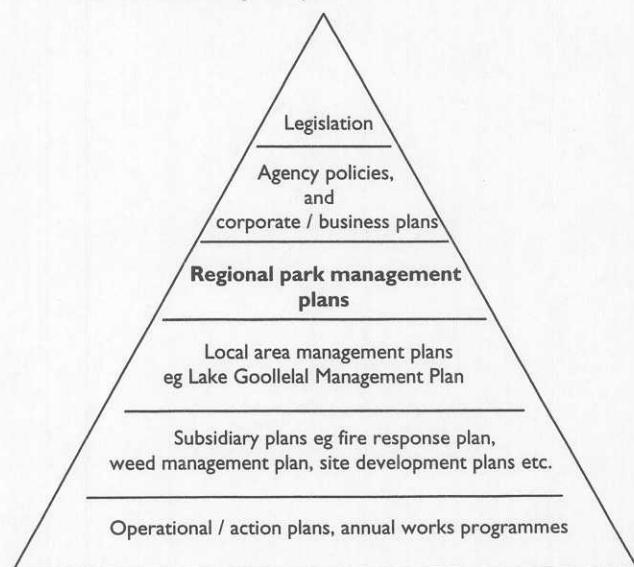 Legislation
Agency policies,
and
corporate / business plans
Regional park management
plans
Local area management plans
eg Lake Goollelal Management Plan
Subsidiary plans eg fire response plan,
weed management plan, site development plans etc.
Operational / action plans, annual works programmes